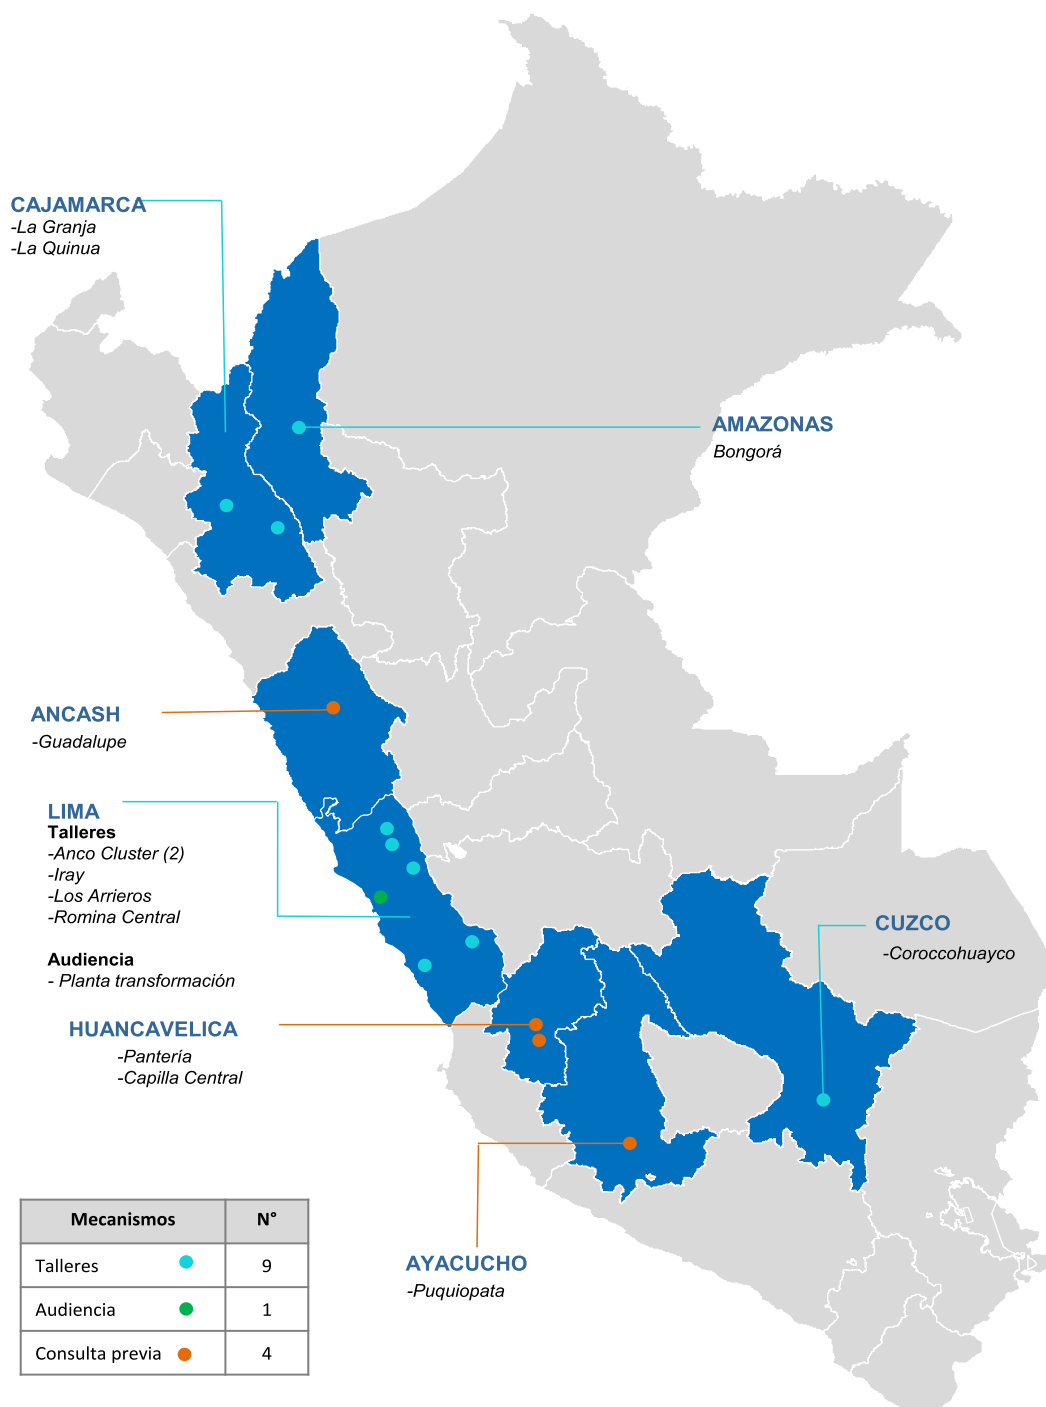 CAJAMARCA
-La Granja
-La Quinua
AMAZONAS
Bongorá
ANCASH
-Guadalupe
LIMA
Talleres
-Anco Cluster (2)
-Iray
-Los Arrieros
-Romina Central
Audiencia
- Planta transformación
CUZCO
-Coroccohuayco
HUANCAVELICA
-Pantería
-Capilla Central
AYACUCHO
-Puquiopata
Mecanismos N°
Talleres 9
Audiencia 1
Consulta previa 4